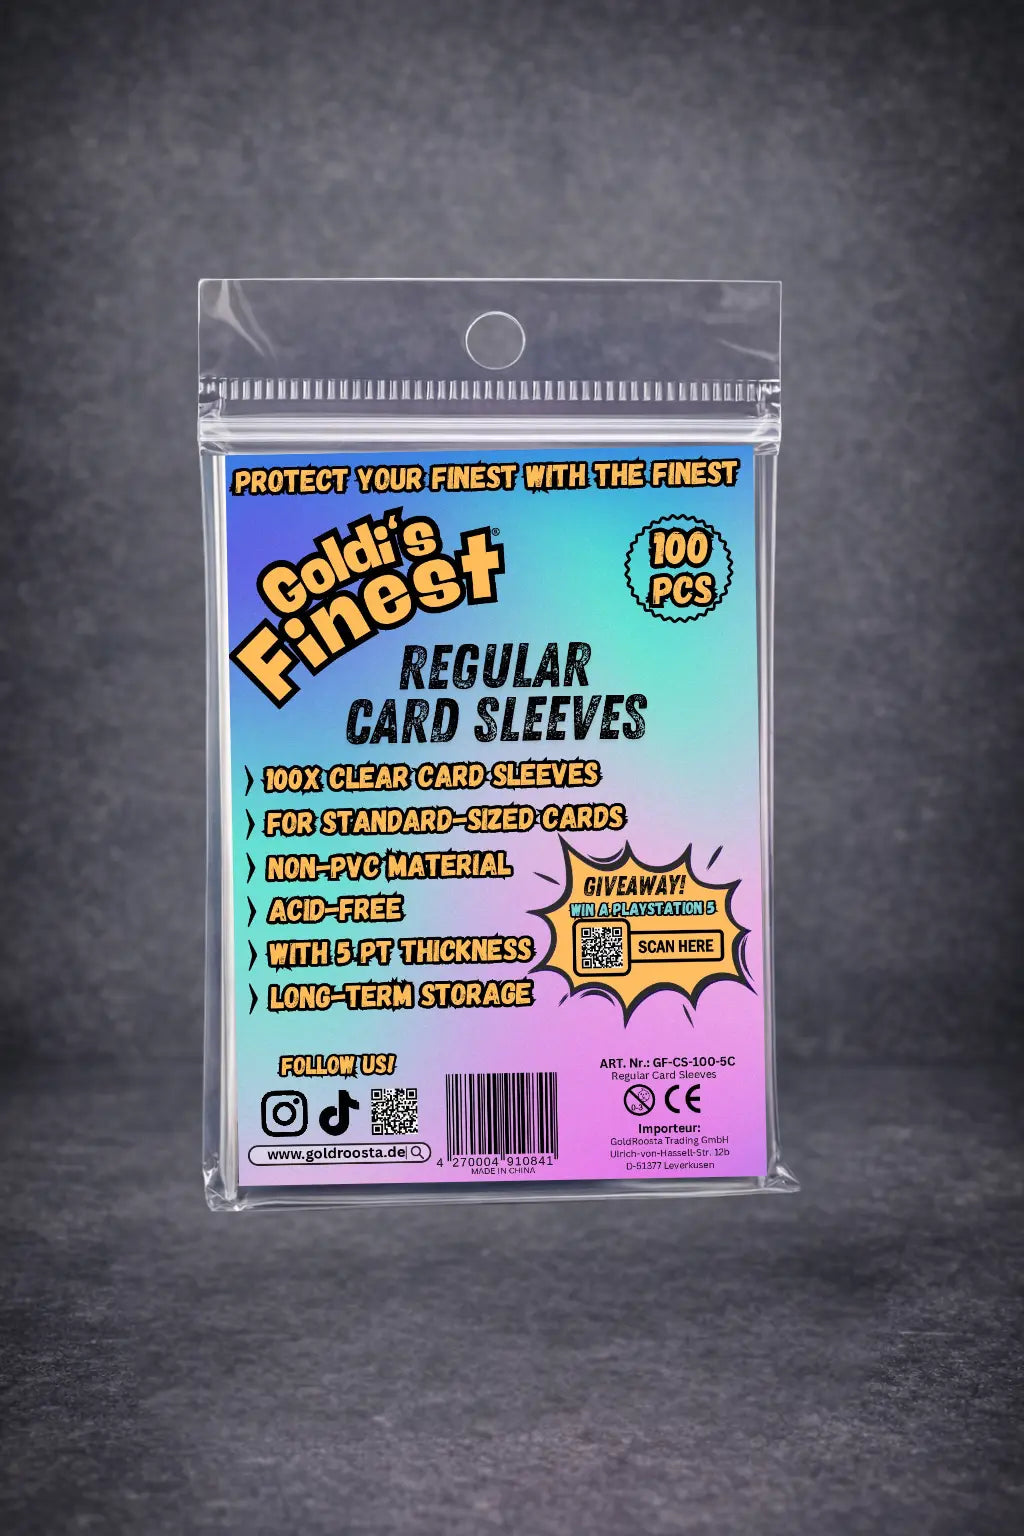 PROTECT YOUR FINEST WITH THE FINEST
Goldi's
Finest®
100
PCS
REGULAR
CARD SLEEVES
100X CLEAR CARD SLEEVES
FOR STANDARD-SIZED CARDS
NON-PVC MATERIAL
ACID-FREE
WITH 5 PT THICKNESS
LONG-TERM STORAGE
GIVEAWAY!
WIN A PLAYSTATION 5
SCAN HERE
FOLLOW US!
www.goldroosta.de
4 270004 910841
MADE IN CHINA
ART. Nr.: GF-CS-100-5C
Regular Card Sleeves
0-3 CE
Importeur:
GoldRoosta Trading GmbH
Ulrich-von-Hassell-Str. 12b
D-51377 Leverkusen